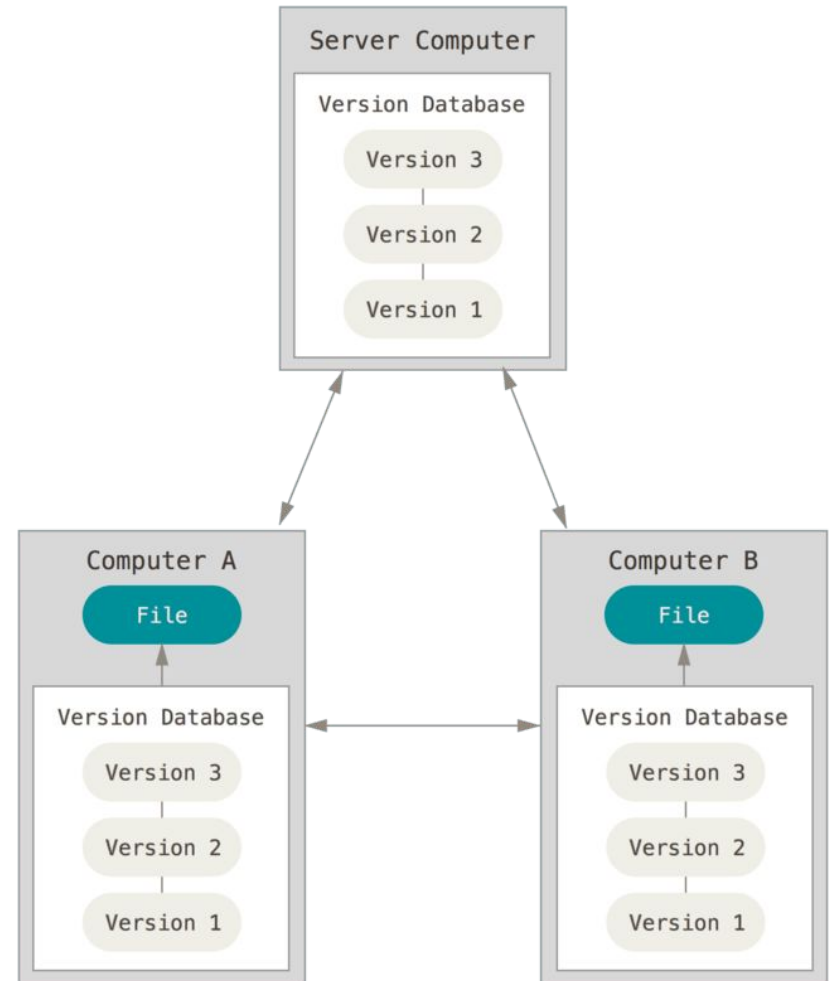 Server Computer
Version Database
Version 3
Version 2
Version 1
Computer A
File
Version Database
Version 3
Version 2
Version 1
Computer B
File
Version Database
Version 3
Version 2
Version 1